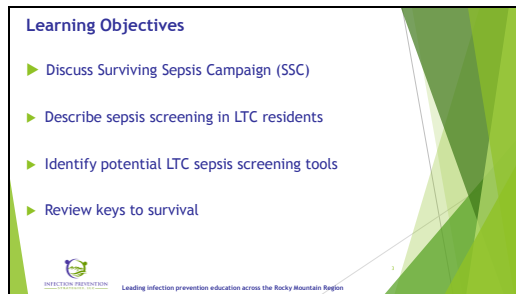 Learning Objectives
Discuss Surviving Sepsis Campaign (SSC)
Describe sepsis screening in LTC residents
Identify potential LTC sepsis screening tools
Review keys to survival
INFECTION PREVENTION
Leading infection prevention education across the Rocky Mountain Region